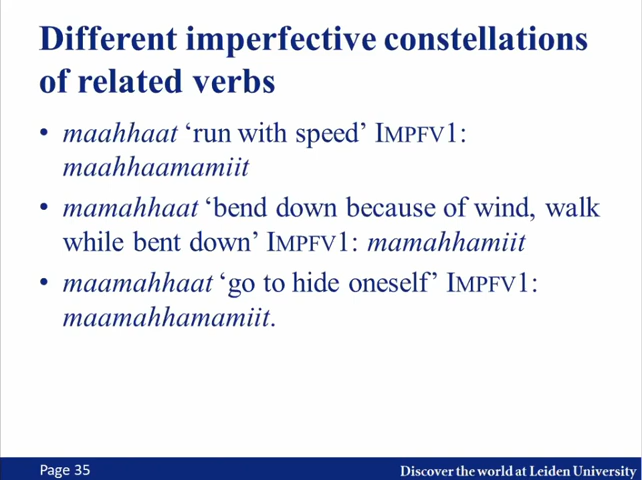 Different imperfective constellations
of related verbs
• maahhaat ‘run with speed’ IMPFV1:
maahhaamamiit
• mamahhaat ‘bend down because of wind, walk
while bent down’ IMPFV1: mamahhamiit
• maamahhaat ‘go to hide oneself’ IMPFV1:
maamahhamamiit.
Page 35
Discover the world at Leiden University